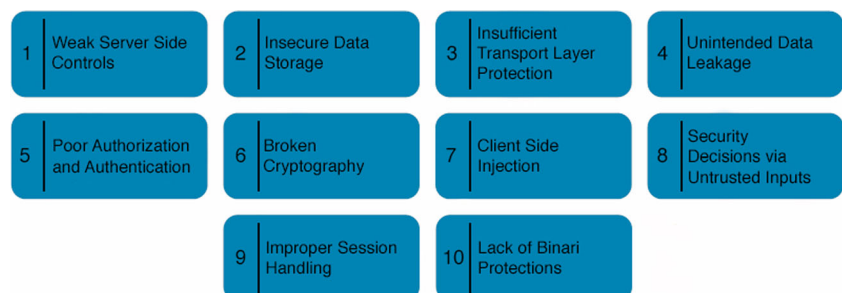 1
Weak Server Side
Controls
2
Insecure Data
Storage
3
Insufficient
Transport Layer
Protection
4
Unintended Data
Leakage
5
Poor Authorization
and Authentication
6
Broken
Cryptography
7
Client Side
Injection
8
Security
Decisions via
Untrusted Inputs
9
Improper Session
Handling
10
Lack of Binari
Protections